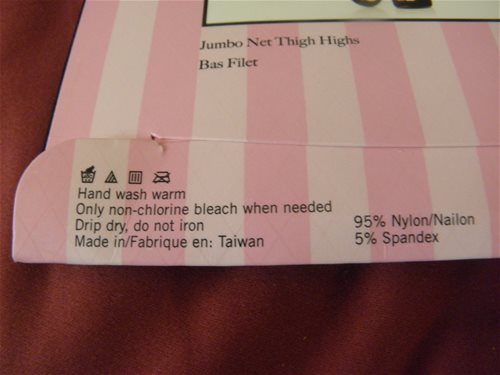 Jumbo Net Thigh Highs
Bas Filet
Hand wash warm
Only non-chlorine bleach when needed
Drip dry, do not iron
Made in/Fabrique en: Taiwan
95% Nylon/Nailon
5% Spandex